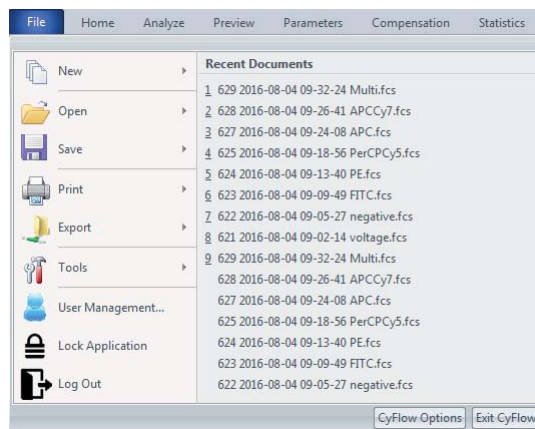 File Home Analyze Preview Parameters Compensation Statistics
New
Open
Save
Print
Export
Tools
User Management...
Lock Application
Log Out
Recent Documents
1 629 2016-08-04 09-32-24 Multi.fcs
2 628 2016-08-04 09-26-41 APCCy7.fcs
3 627 2016-08-04 09-24-08 APC.fcs
4 625 2016-08-04 09-18-56 PerCPCy5.fcs
5 624 2016-08-04 09-13-40 PE.fcs
6 623 2016-08-04 09-09-49 FITC.fcs
7 622 2016-08-04 09-05-27 negative.fcs
8 621 2016-08-04 09-02-14 voltage.fcs
9 629 2016-08-04 09-32-24 Multi.fcs
628 2016-08-04 09-26-41 APCCy7.fcs
627 2016-08-04 09-24-08 APC.fcs
625 2016-08-04 09-18-56 PerCPCy5.fcs
624 2016-08-04 09-13-40 PE.fcs
623 2016-08-04 09-09-49 FITC.fcs
622 2016-08-04 09-05-27 negative.fcs
CyFlow Options Exit CyFlow